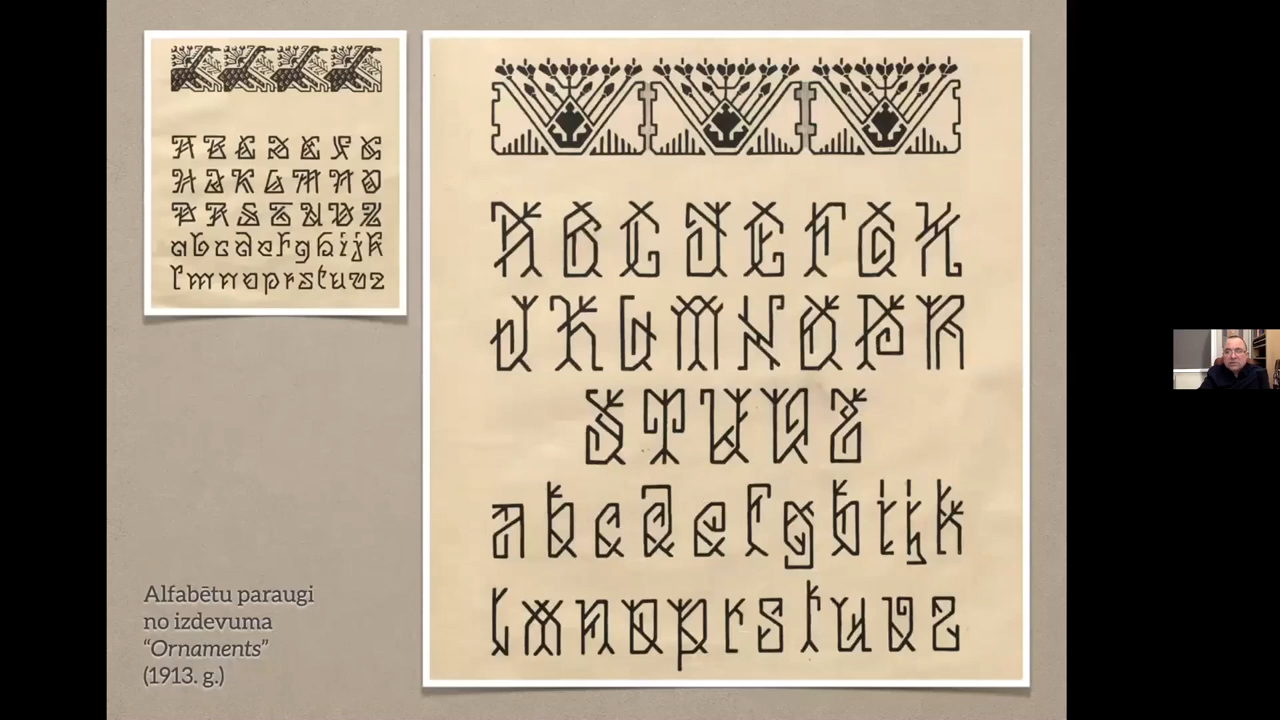 A B C D E F G
H J K L M N O
P R S T U V Z
a b c d e f g h i j k
l m n o p r s t u v z
A B C D E F G H
J K L M N O P R
S T U V Z
a b c d e f g h i j k
l m n o p r s t u v z
Alfabētu paraugi
no izdevuma
“Ornaments”
(1913. g.)